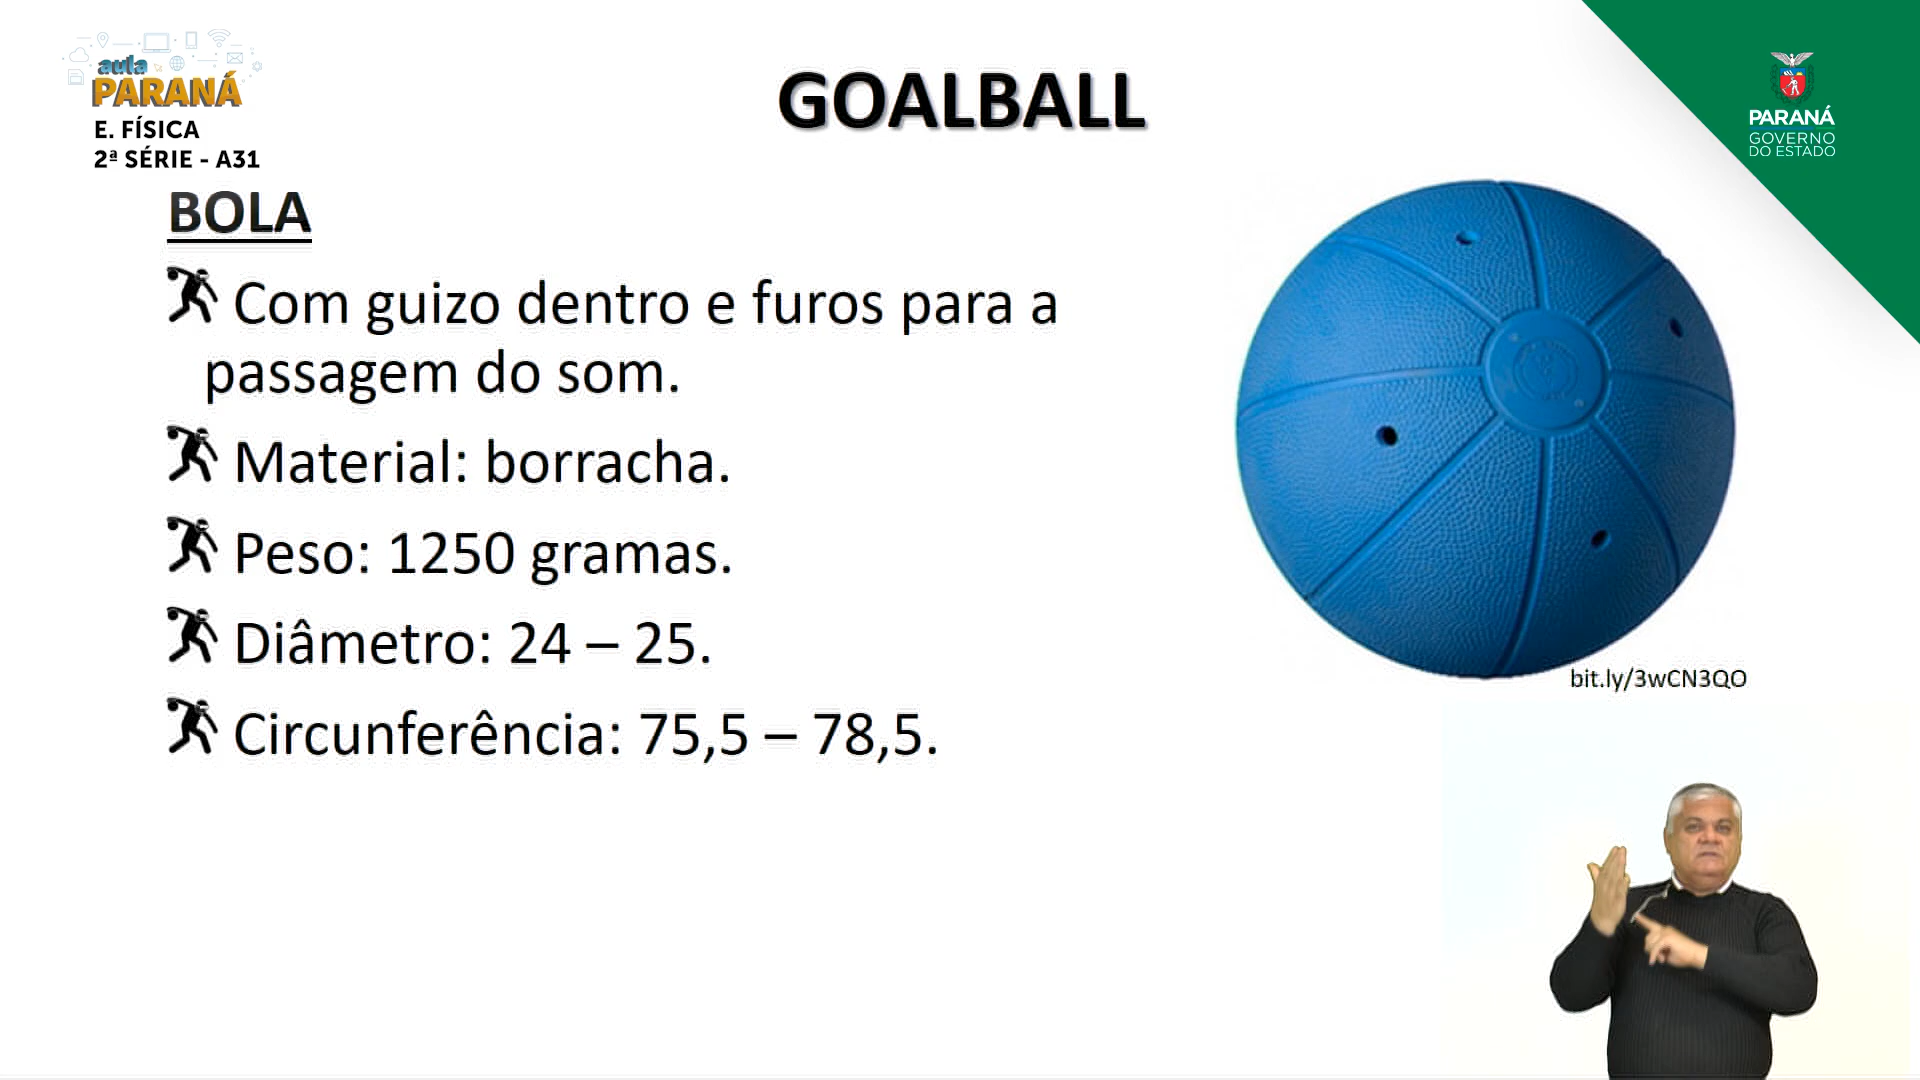 aula
PARANÁ
E. FÍSICA
2ª SÉRIE - A31
GOALBALL
PARANÁ
GOVERNO
DO ESTADO
BOLA
Com guizo dentro e furos para a
passagem do som.
Material: borracha.
Peso: 1250 gramas.
Diâmetro: 24 – 25.
Circunferência: 75,5 – 78,5.
bit.ly/3wCN3QO